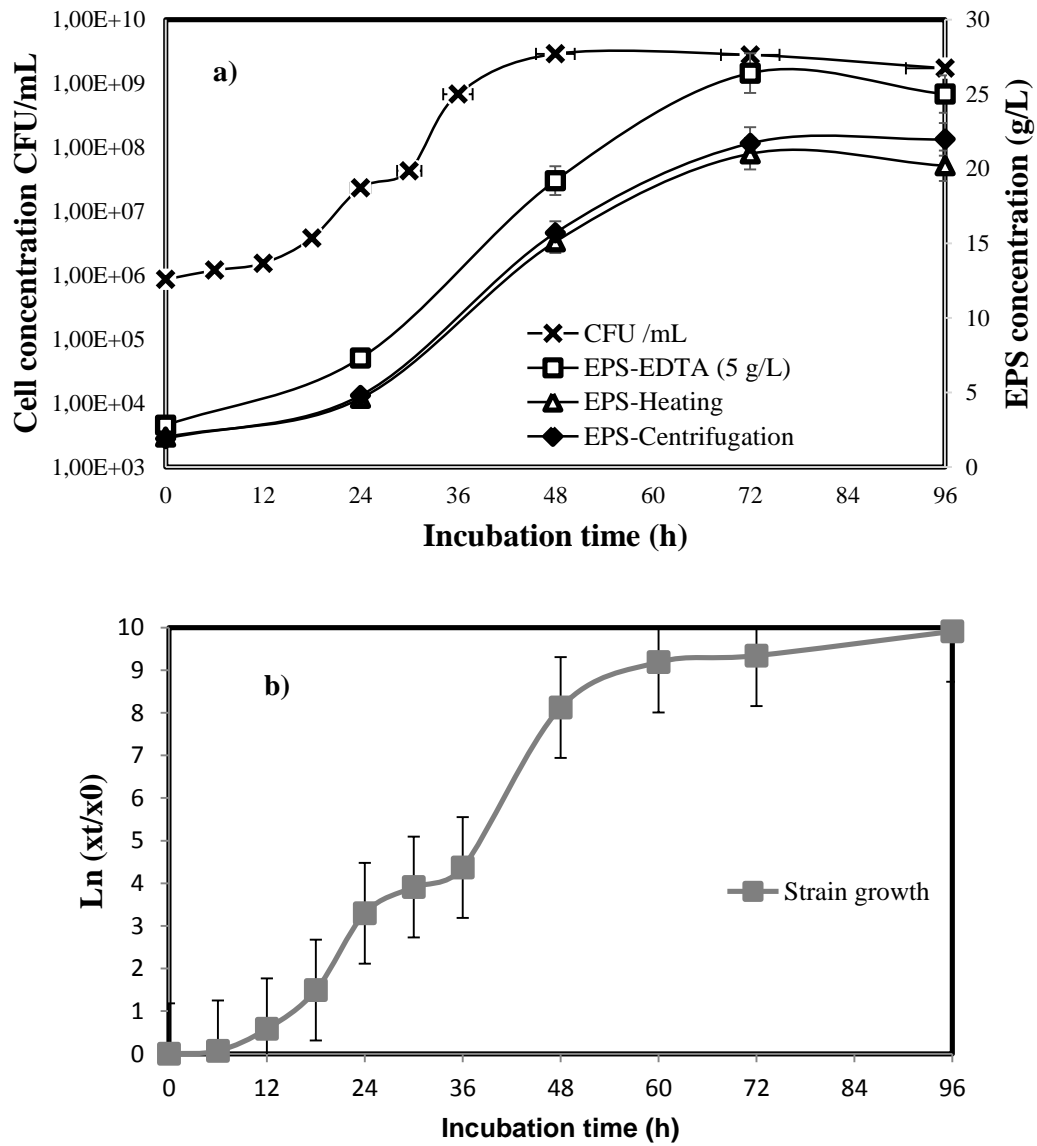 a)
Cell concentration CFU/mL
1,00E+10
1,00E+09
1,00E+08
1,00E+07
1,00E+06
1,00E+05
1,00E+04
1,00E+03
30
25
20
15
10
5
0
EPS concentration (g/L)
CFU /mL
EPS-EDTA (5 g/L)
EPS-Heating
EPS-Centrifugation
0 12 24 36 48 60 72 84 96
Incubation time (h)
b)
Ln (xt/x0)
10
9
8
7
6
5
4
3
2
1
0
Strain growth
0 12 24 36 48 60 72 84 96
Incubation time (h)